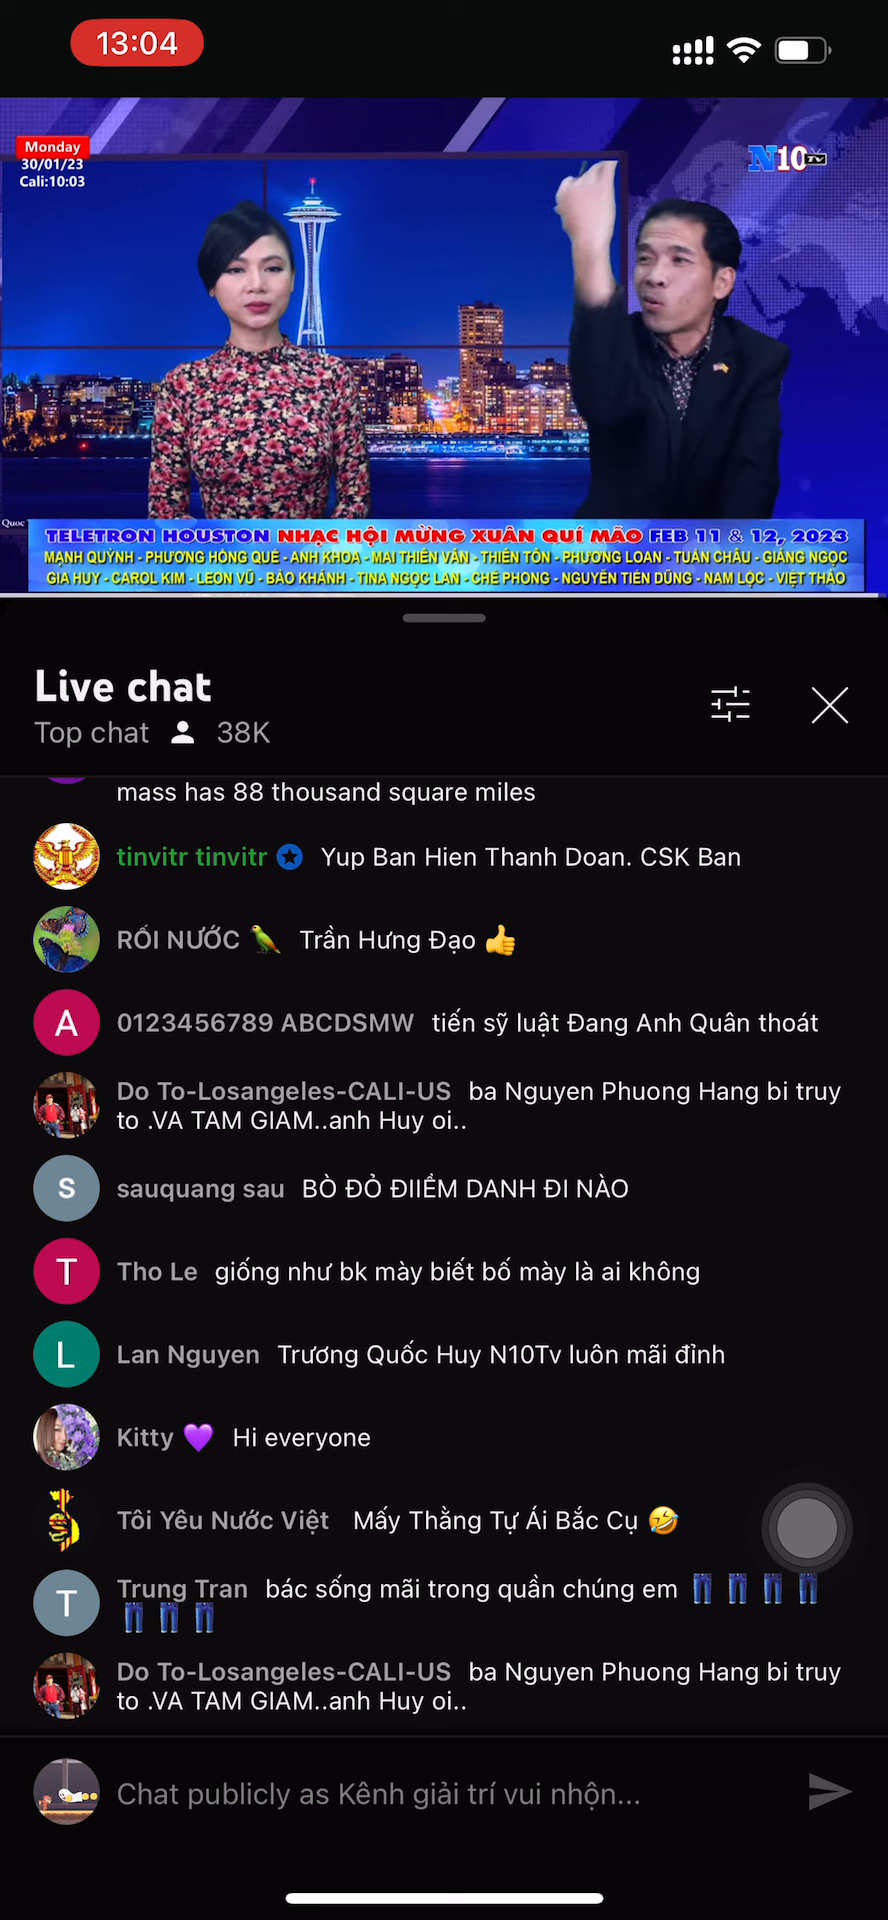 13:04
Monday
30/01/23
Cali:10:03
N10 TV
Quoc
TELETRON HOUSTON NHẠC HỘI MỪNG XUÂN QUÍ MÃO FEB 11 & 12, 2023
MẠNH QUỲNH - PHƯƠNG HỒNG QUẾ - ANH KHOA - MAI THIÊN VÂN - THIÊN TÔN - PHƯƠNG LOAN - TUẤN CHÂU - GIÁNG NGỌC
GIA HUY - CAROL KIM - LEON VŨ - BẢO KHÁNH - TINA NGỌC LAN - CHẾ PHONG - NGUYỄN TIẾN DŨNG - NAM LỘC - VIỆT THẢO
Live chat
Top chat 38K
mass has 88 thousand square miles
tinvitr tinvitr Yup Ban Hien Thanh Doan. CSK Ban
RỐI NƯỚC 🦜 Trần Hưng Đạo 👍
A 0123456789 ABCDSMW tiến sỹ luật Đang Anh Quân thoát
Do To-Losangeles-CALI-US ba Nguyen Phuong Hang bi truy
to .VA TAM GIAM..anh Huy oi..
S sauquang sau BÒ ĐỎ ĐIIỂM DANH ĐI NÀO
T Tho Le giống như bk mày biết bố mày là ai không
L Lan Nguyen Trương Quốc Huy N10Tv luôn mãi đỉnh
Kitty 💜 Hi everyone
Tôi Yêu Nước Việt Mấy Thằng Tự Ái Bắc Cụ 🤣
T Trung Tran bác sống mãi trong quần chúng em 👖👖👖👖
👖👖👖
Do To-Losangeles-CALI-US ba Nguyen Phuong Hang bi truy
to .VA TAM GIAM..anh Huy oi..
Chat publicly as Kênh giải trí vui nhộn...